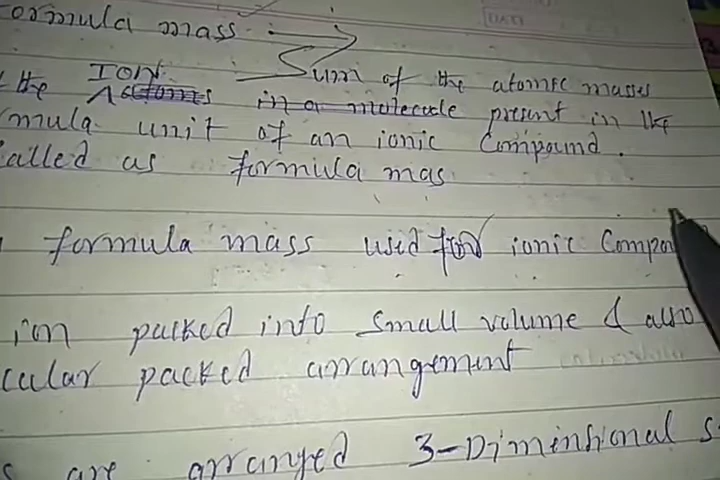 ormula mass :
Sum of the atomic masses
the ION
in a molecule present in the
mula unit of an ionic Compound.
alled as formula mas
formula mass used for ionic Compo
ion packed into small volume & also
cular packed arrangement
s are arranged 3-Dimensional s